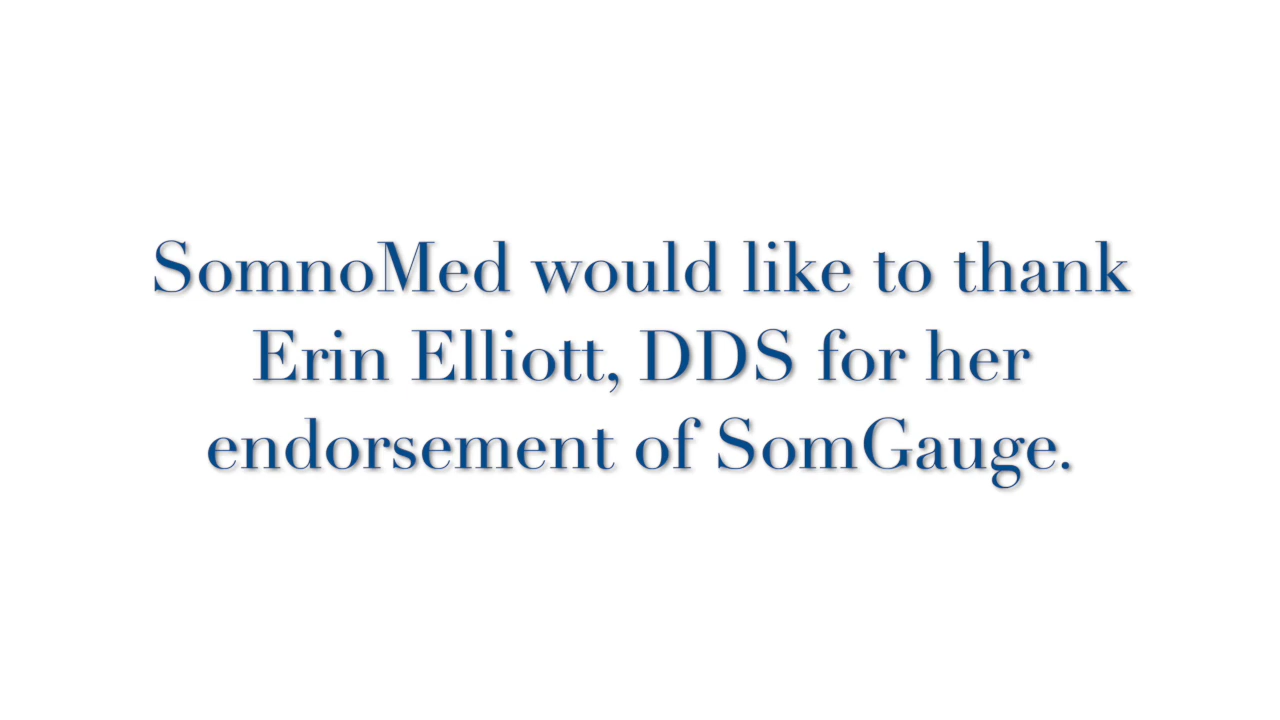 SomnoMed would like to thank
Erin Elliott, DDS for her
endorsement of SomGauge.